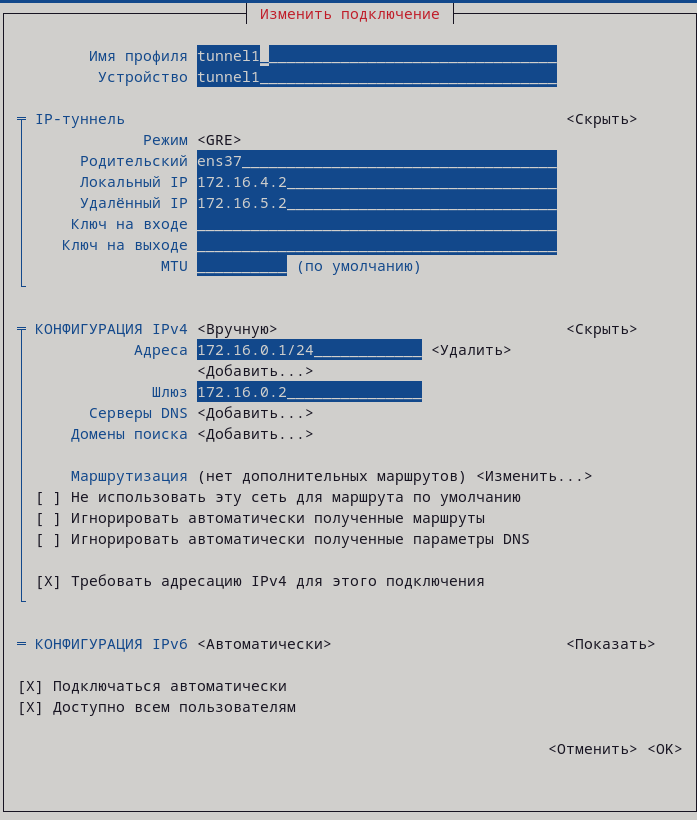 Изменить подключение
Имя профиля tunnel1
Устройство tunnel1
IP-туннель <Скрыть>
Режим <GRE>
Родительский ens37
Локальный IP 172.16.4.2
Удалённый IP 172.16.5.2
Ключ на входе
Ключ на выходе
MTU (по умолчанию)
КОНФИГУРАЦИЯ IPv4 <Вручную> <Скрыть>
Адреса 172.16.0.1/24 <Удалить>
<Добавить...>
Шлюз 172.16.0.2
Серверы DNS <Добавить...>
Домены поиска <Добавить...>
Маршрутизация (нет дополнительных маршрутов) <Изменить...>
[ ] Не использовать эту сеть для маршрута по умолчанию
[ ] Игнорировать автоматически полученные маршруты
[ ] Игнорировать автоматически полученные параметры DNS
[X] Требовать адресацию IPv4 для этого подключения
КОНФИГУРАЦИЯ IPv6 <Автоматически> <Показать>
[X] Подключаться автоматически
[X] Доступно всем пользователям
<Отменить> <OK>